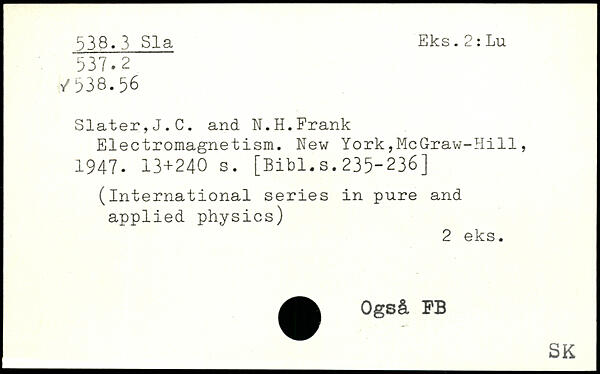 538.3 Sla Eks.2:Lu
537.2
√538.56
Slater,J.C. and N.H.Frank
Electromagnetism. New York,McGraw-Hill,
1947. 13+240 s. [Bibl.s.235-236]
(International series in pure and
applied physics)
2 eks.
Også FB
SK